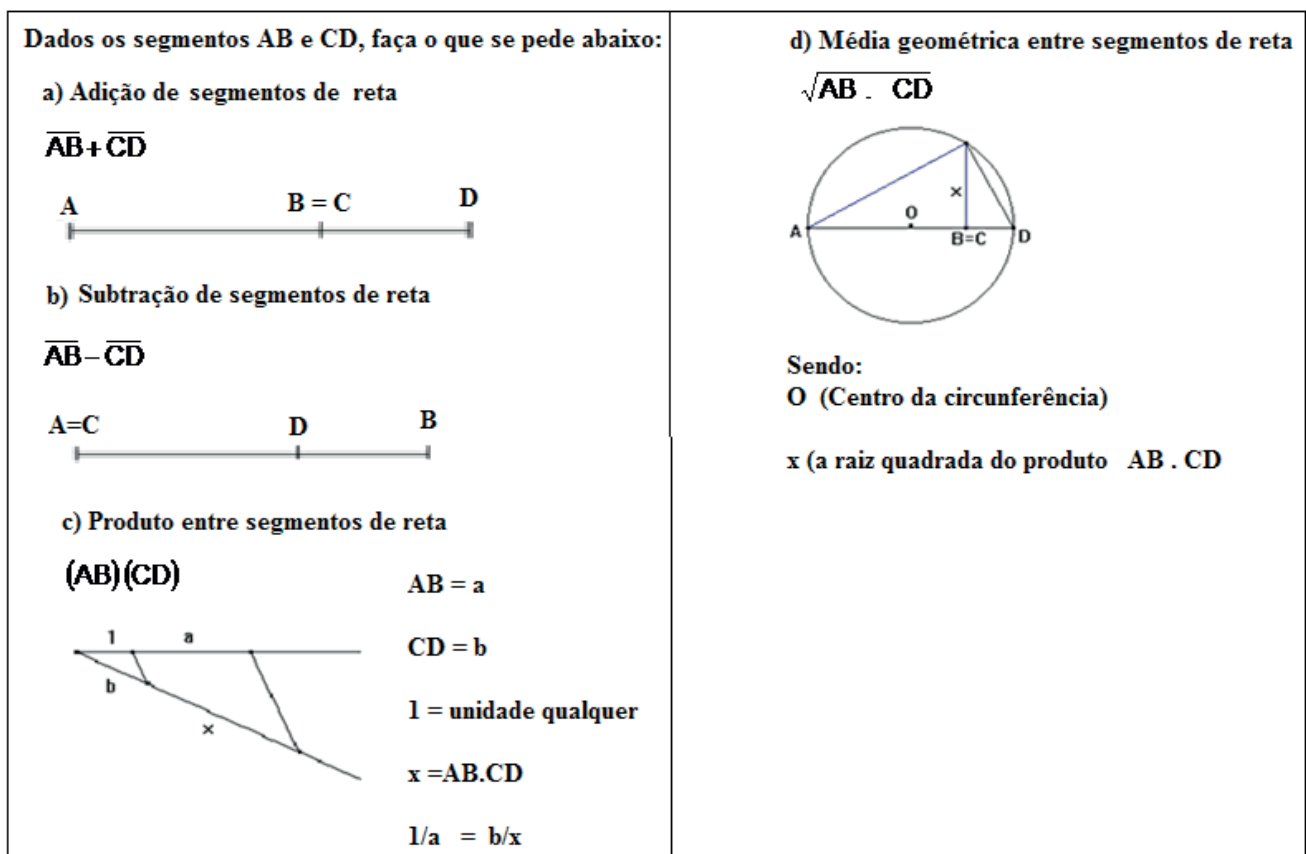 Dados os segmentos AB e CD, faça o que se pede abaixo:
a) Adição de segmentos de reta
AB + CD
A B = C D
b) Subtração de segmentos de reta
AB – CD
A=C D B
c) Produto entre segmentos de reta
(AB)(CD)
AB = a
1 a
CD = b
b
1 = unidade qualquer
x
x =AB.CD
1/a = b/x
d) Média geométrica entre segmentos de reta
√AB . CD
x
O
A B=C D
Sendo:
O (Centro da circunferência)
x (a raiz quadrada do produto AB . CD